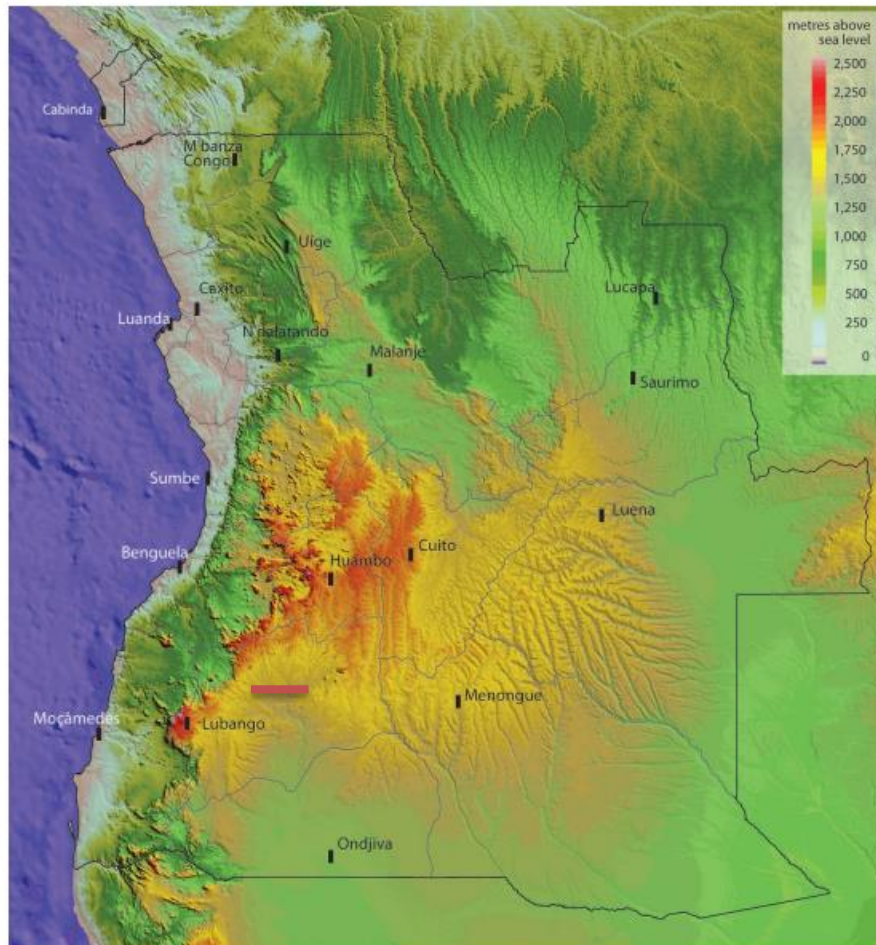 metres above
sea level
2,500
2,250
2,000
1,750
1,500
1,250
1,000
750
500
250
0
Cabinda
M banza
Congo
Uíge
Caxito
Lucapa
Luanda
N'dalatando
Malanje
Saurimo
Sumbe
Luena
Benguela
Huambo
Cuito
Menongue
Moçâmedes
Lubango
Ondjiva